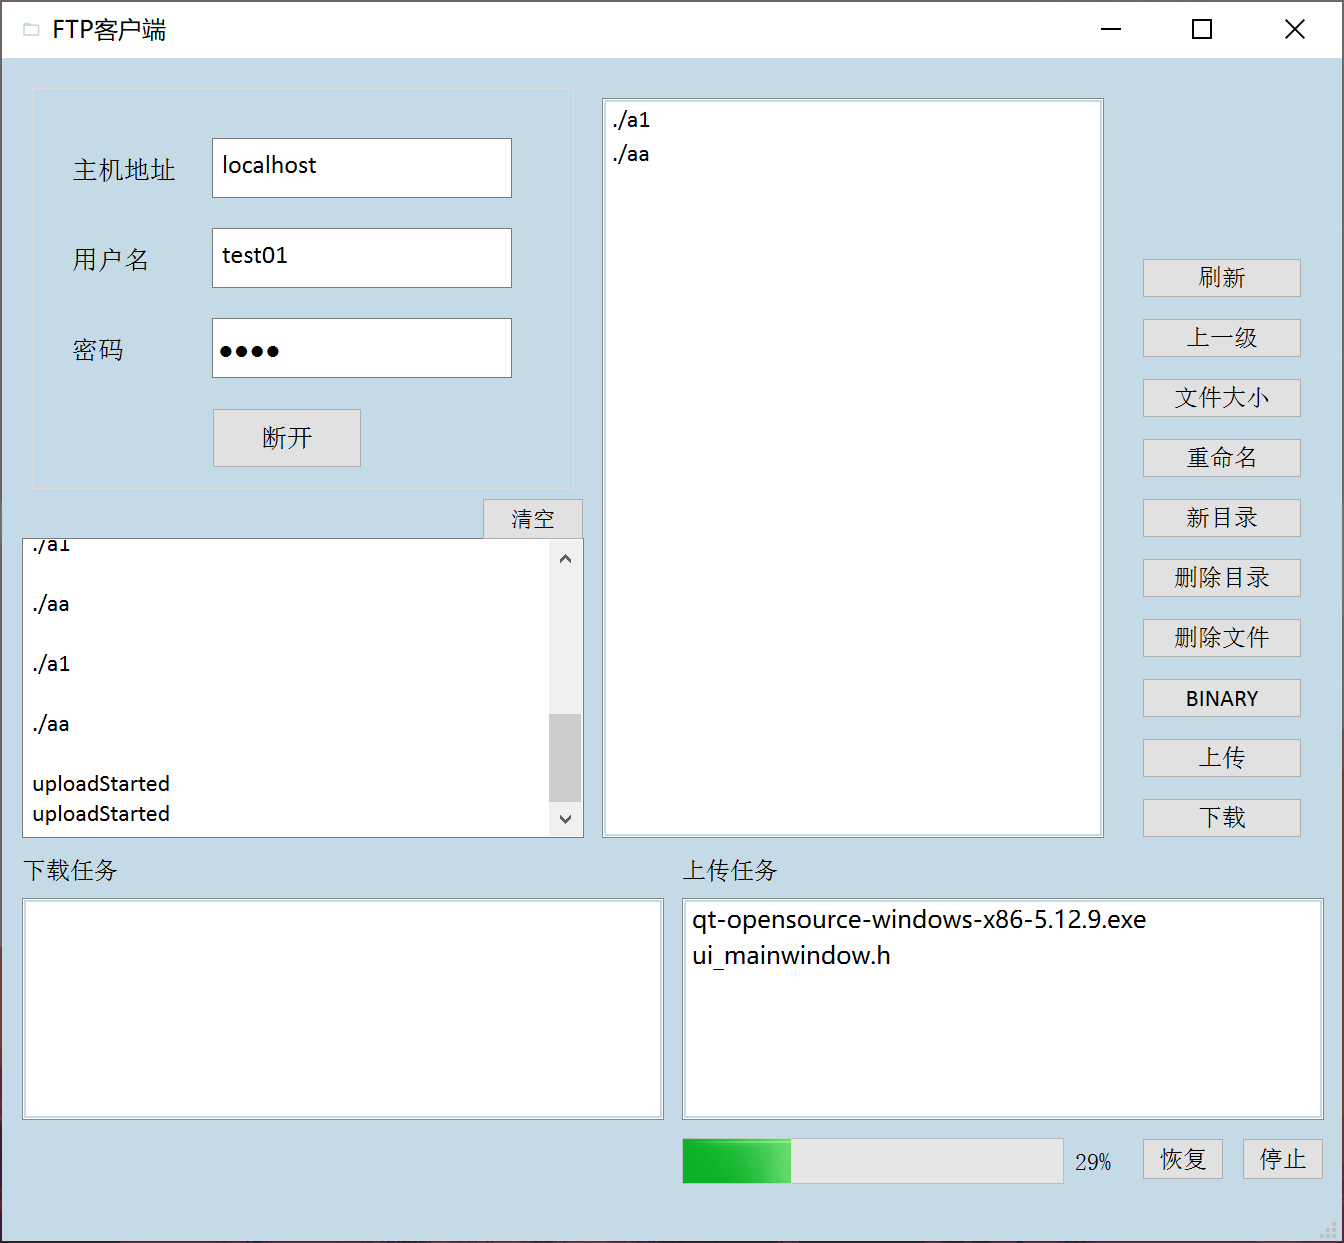 FTP客户端
主机地址
localhost
用户名
test01
密码
●●●●
断开
清空
./a1
./aa
./a1
./aa
uploadStarted
uploadStarted
./a1
./aa
刷新
上一级
文件大小
重命名
新目录
删除目录
删除文件
BINARY
上传
下载
下载任务
上传任务
qt-opensource-windows-x86-5.12.9.exe
ui_mainwindow.h
29%
恢复
停止